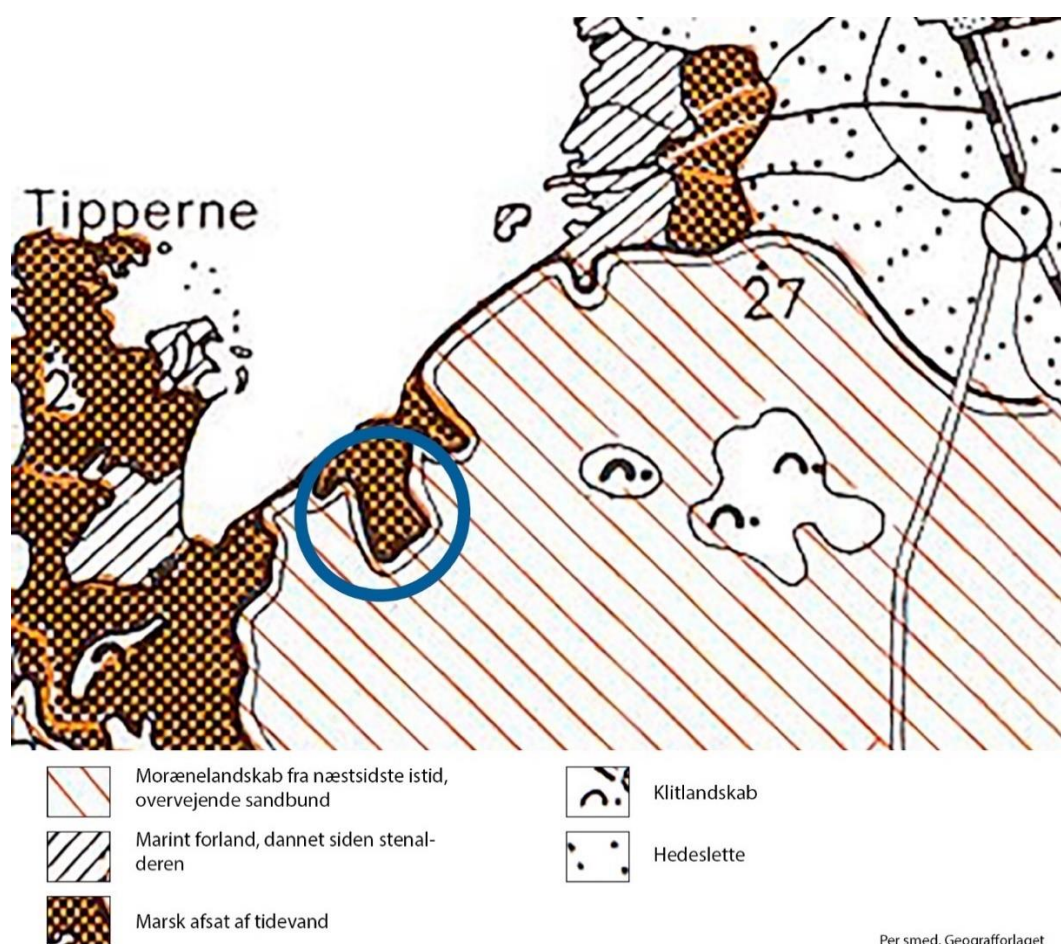 Tipperne
27
2
Morænelandskab fra næstsidste istid,
overvejende sandbund
Marint forland, dannet siden stenal-
deren
Marsk afsat af tidevand
Klitlandskab
Hedeslette
Per smed, Geografforlaget